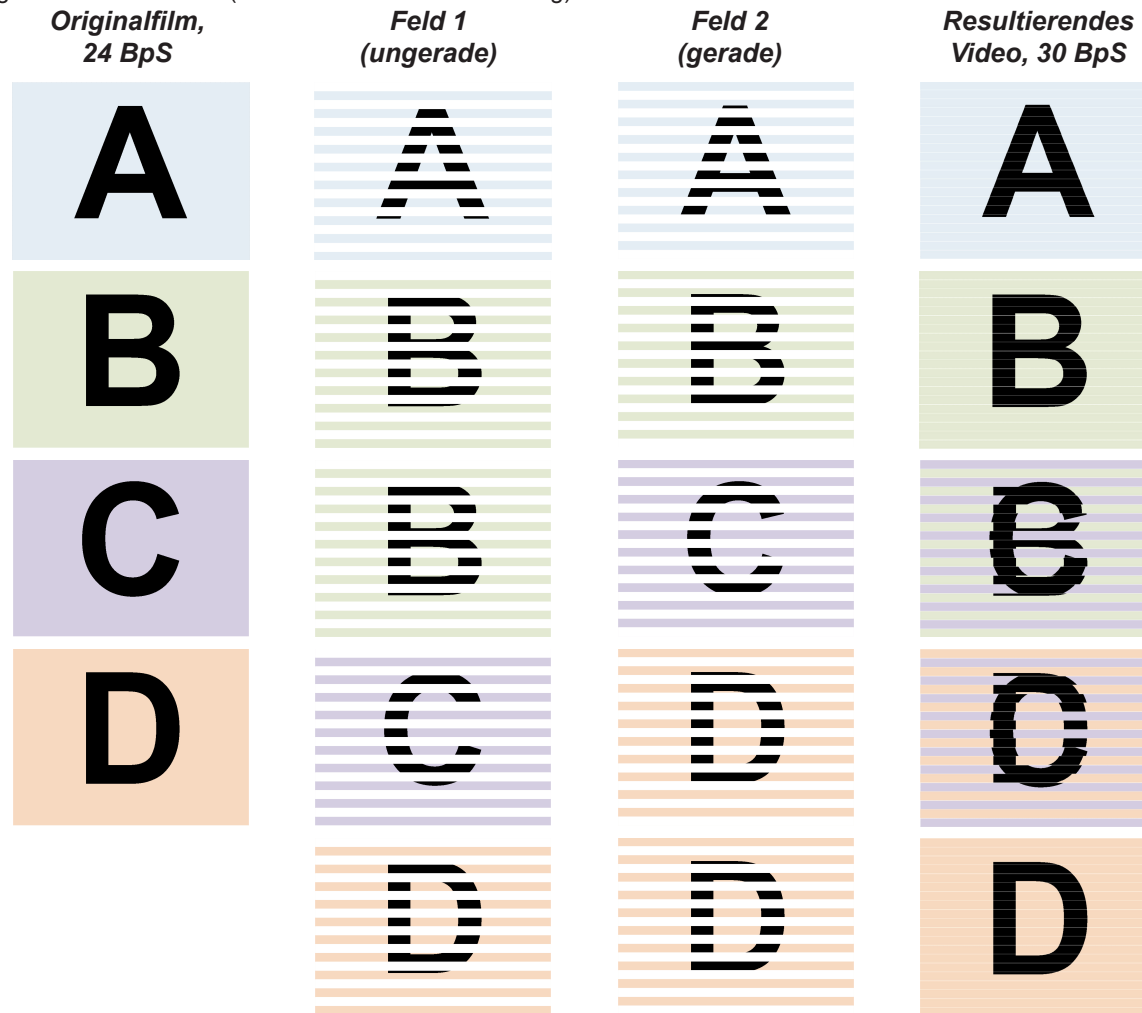 Originalfilm,
24 BpS
Feld 1
(ungerade)
Feld 2
(gerade)
Resultierendes
Video, 30 BpS
A A A A
B B B B
C B C
D C D
D D D